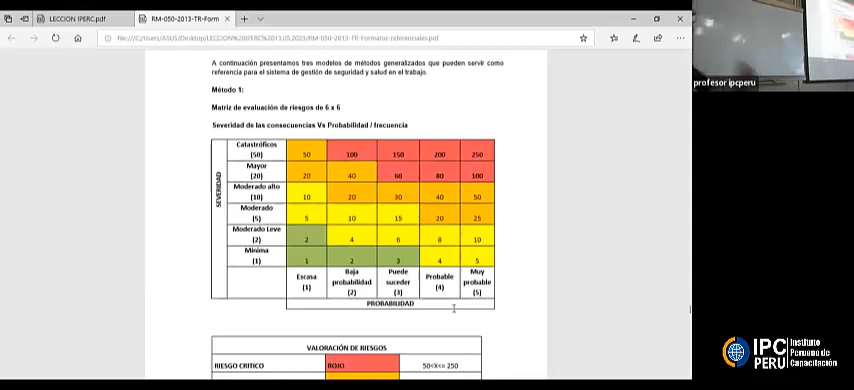 LECCION IPERC.pdf
RM-050-2013-TR-Form
file:///C:/Users/ASUS/Desktop/LECCION%20IPERC%2013.05.2023/RM-050-2013-TR-Formatos-referenciales.pdf
profesor ipcperu
A continuación presentamos tres modelos de métodos generalizados que pueden servir como
referencia para el sistema de gestión de seguridad y salud en el trabajo.
Método 1:
Matriz de evaluación de riesgos de 6 x 6
Severidad de las consecuencias Vs Probabilidad / frecuencia
SEVERIDAD
Catastróficos (50) 50 100 150 200 250
Mayor (20) 20 40 60 80 100
Moderado alto (10) 10 20 30 40 50
Moderado (5) 5 10 15 20 25
Moderado Leve (2) 2 4 6 8 10
Mínima (1) 1 2 3 4 5
Escasa (1) Baja probabilidad (2) Puede suceder (3) Probable (4) Muy probable (5)
PROBABILIDAD
VALORACIÓN DE RIESGOS
RIESGO CRITICO ROJO 50<X<= 250
IPC PERU
Instituto
Peruano de
Capacitación